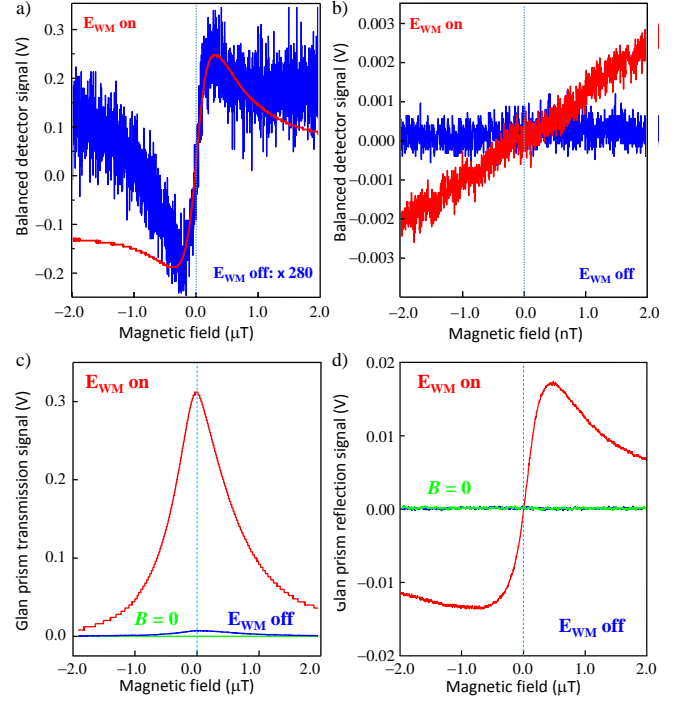 a)
E_WM on
Balanced detector signal (V)
0.3
0.2
0.1
0.0
−0.1
−0.2
E_WM off: x 280
−2.0 −1.0 0.0 1.0 2.0
Magnetic field (μT)
b)
E_WM on
Balanced detector signal (V)
0.003
0.002
0.001
0.000
−0.001
−0.002
−0.003
E_WM off
−2.0 −1.0 0.0 1.0 2.0
Magnetic field (nT)
c)
E_WM on
Glan prism transmission signal (V)
0.3
0.2
0.1
0.0
B = 0
E_WM off
−2.0 −1.0 0.0 1.0 2.0
Magnetic field (μT)
d)
E_WM on
Glan prism reflection signal (V)
0.02
0.01
0.00
−0.01
−0.02
B = 0
E_WM off
−2.0 −1.0 0.0 1.0 2.0
Magnetic field (μT)